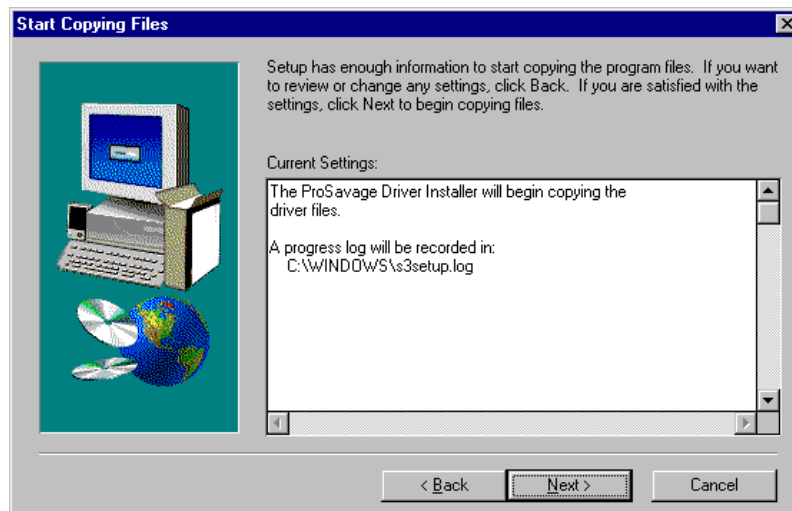 Start Copying Files
Setup has enough information to start copying the program files. If you want
to review or change any settings, click Back. If you are satisfied with the
settings, click Next to begin copying files.
Current Settings:
The ProSavage Driver Installer will begin copying the
driver files.
A progress log will be recorded in:
C:\WINDOWS\s3setup.log
< Back
Next >
Cancel